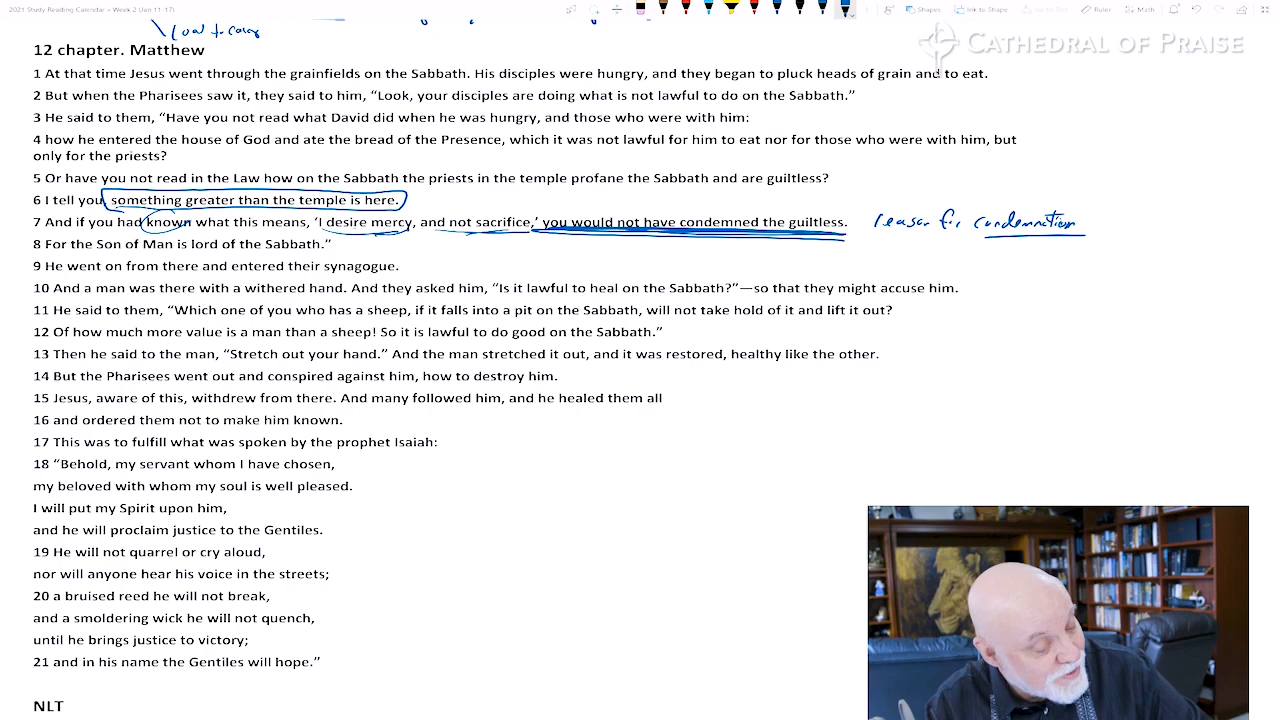 2021 Study Reading Calendar - Week 2 (Jan 11-17)
Shapes Ink to Shape Ink to Text Ruler Math
CATHEDRAL OF PRAISE
12 chapter. Matthew
1 At that time Jesus went through the grainfields on the Sabbath. His disciples were hungry, and they began to pluck heads of grain and to eat.
2 But when the Pharisees saw it, they said to him, “Look, your disciples are doing what is not lawful to do on the Sabbath.”
3 He said to them, “Have you not read what David did when he was hungry, and those who were with him:
4 how he entered the house of God and ate the bread of the Presence, which it was not lawful for him to eat nor for those who were with him, but
only for the priests?
5 Or have you not read in the Law how on the Sabbath the priests in the temple profane the Sabbath and are guiltless?
6 I tell you, something greater than the temple is here.
7 And if you had known what this means, ‘I desire mercy, and not sacrifice,’ you would not have condemned the guiltless. reason for condemnation
8 For the Son of Man is lord of the Sabbath.”
9 He went on from there and entered their synagogue.
10 And a man was there with a withered hand. And they asked him, “Is it lawful to heal on the Sabbath?”—so that they might accuse him.
11 He said to them, “Which one of you who has a sheep, if it falls into a pit on the Sabbath, will not take hold of it and lift it out?
12 Of how much more value is a man than a sheep! So it is lawful to do good on the Sabbath.”
13 Then he said to the man, “Stretch out your hand.” And the man stretched it out, and it was restored, healthy like the other.
14 But the Pharisees went out and conspired against him, how to destroy him.
15 Jesus, aware of this, withdrew from there. And many followed him, and he healed them all
16 and ordered them not to make him known.
17 This was to fulfill what was spoken by the prophet Isaiah:
18 “Behold, my servant whom I have chosen,
my beloved with whom my soul is well pleased.
I will put my Spirit upon him,
and he will proclaim justice to the Gentiles.
19 He will not quarrel or cry aloud,
nor will anyone hear his voice in the streets;
20 a bruised reed he will not break,
and a smoldering wick he will not quench,
until he brings justice to victory;
21 and in his name the Gentiles will hope.”
NLT